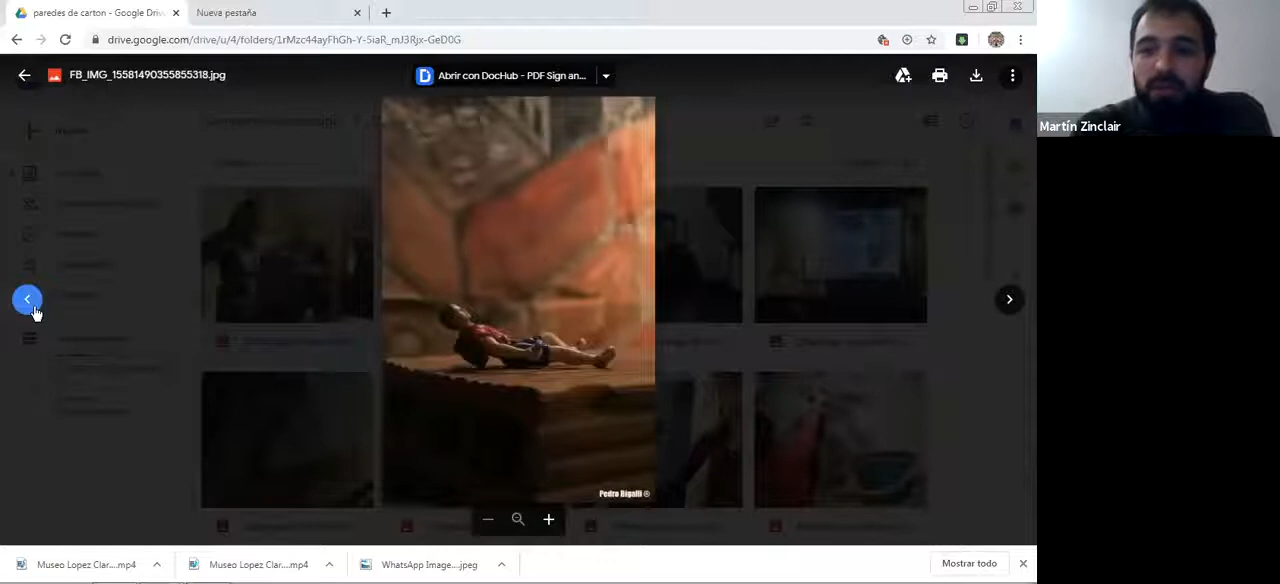 paredes de carton - Google Driv
Nueva pestaña
drive.google.com/drive/u/4/folders/1rMzc44ayFhGh-Y-5iaR_mJ3Rjx-GeD0G
FB_IMG_15581490355855318.jpg
Abrir con DocHub - PDF Sign an...
Martín Zinclair
Pedro Bigalli ®
Museo Lopez Clar....mp4
Museo Lopez Clar....mp4
WhatsApp Image....jpeg
Mostrar todo